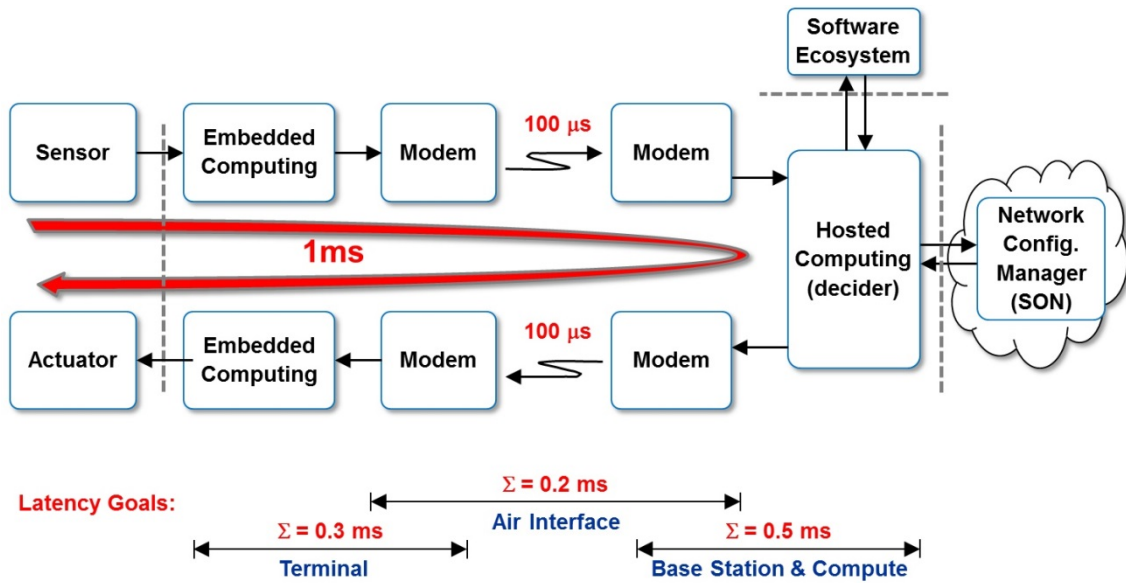 Software
Ecosystem
Sensor
Embedded
Computing
Modem
100 μs
Modem
1ms
Hosted
Computing
(decider)
Network
Config.
Manager
(SON)
Actuator
Embedded
Computing
Modem
100 μs
Modem
Latency Goals:
Σ = 0.2 ms
Air Interface
Σ = 0.3 ms
Terminal
Σ = 0.5 ms
Base Station & Compute